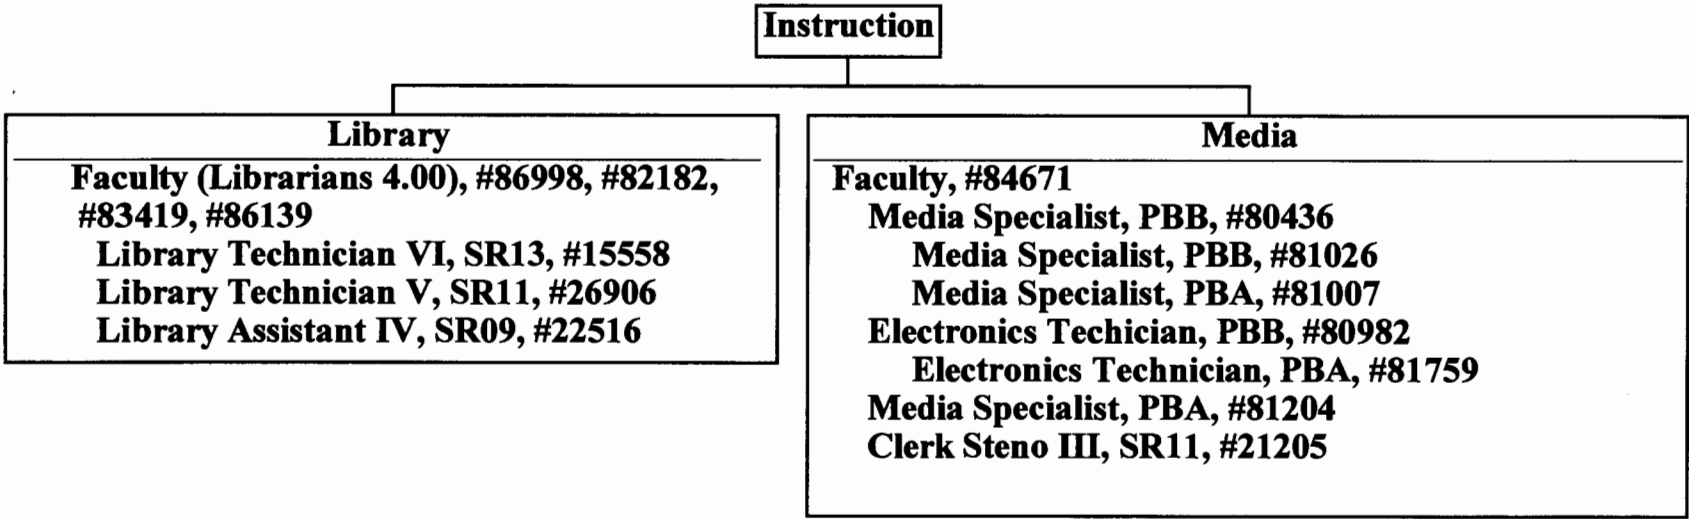 Instruction
Library
Faculty (Librarians 4.00), #86998, #82182,
#83419, #86139
Library Technician VI, SR13, #15558
Library Technician V, SR11, #26906
Library Assistant IV, SR09, #22516
Media
Faculty, #84671
Media Specialist, PBB, #80436
Media Specialist, PBB, #81026
Media Specialist, PBA, #81007
Electronics Techician, PBB, #80982
Electronics Technician, PBA, #81759
Media Specialist, PBA, #81204
Clerk Steno III, SR11, #21205